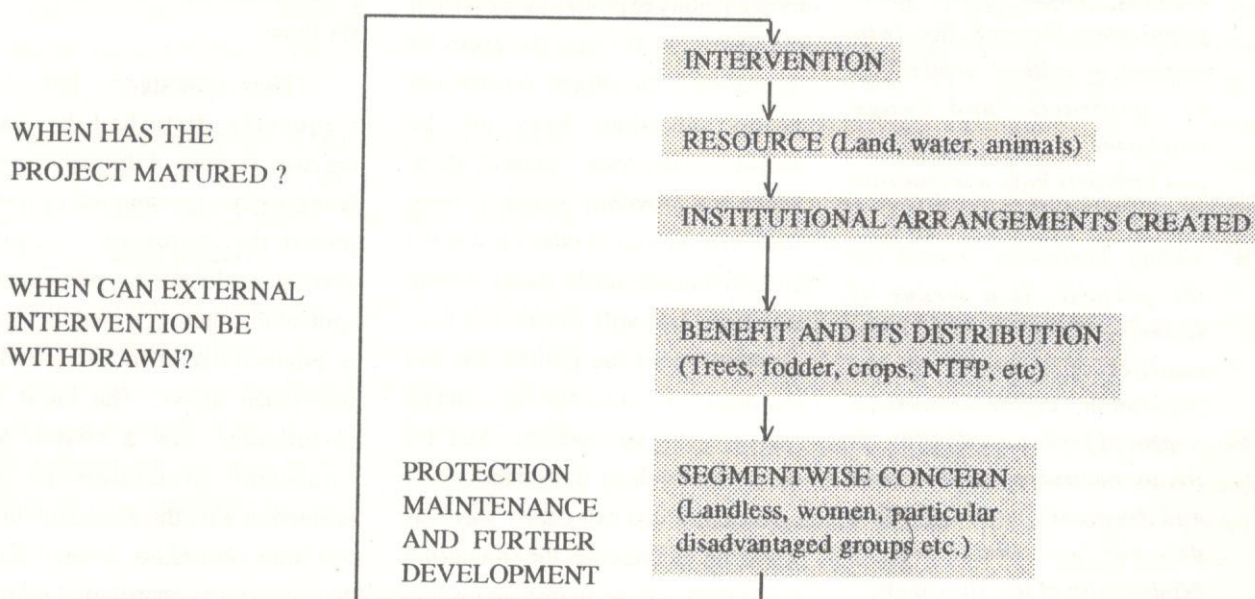 INTERVENTION
WHEN HAS THE
PROJECT MATURED ?
RESOURCE (Land, water, animals)
INSTITUTIONAL ARRANGEMENTS CREATED
WHEN CAN EXTERNAL
INTERVENTION BE
WITHDRAWN?
BENEFIT AND ITS DISTRIBUTION
(Trees, fodder, crops, NTFP, etc)
PROTECTION
MAINTENANCE
AND FURTHER
DEVELOPMENT
SEGMENTWISE CONCERN
(Landless, women, particular
disadvantaged groups etc.)